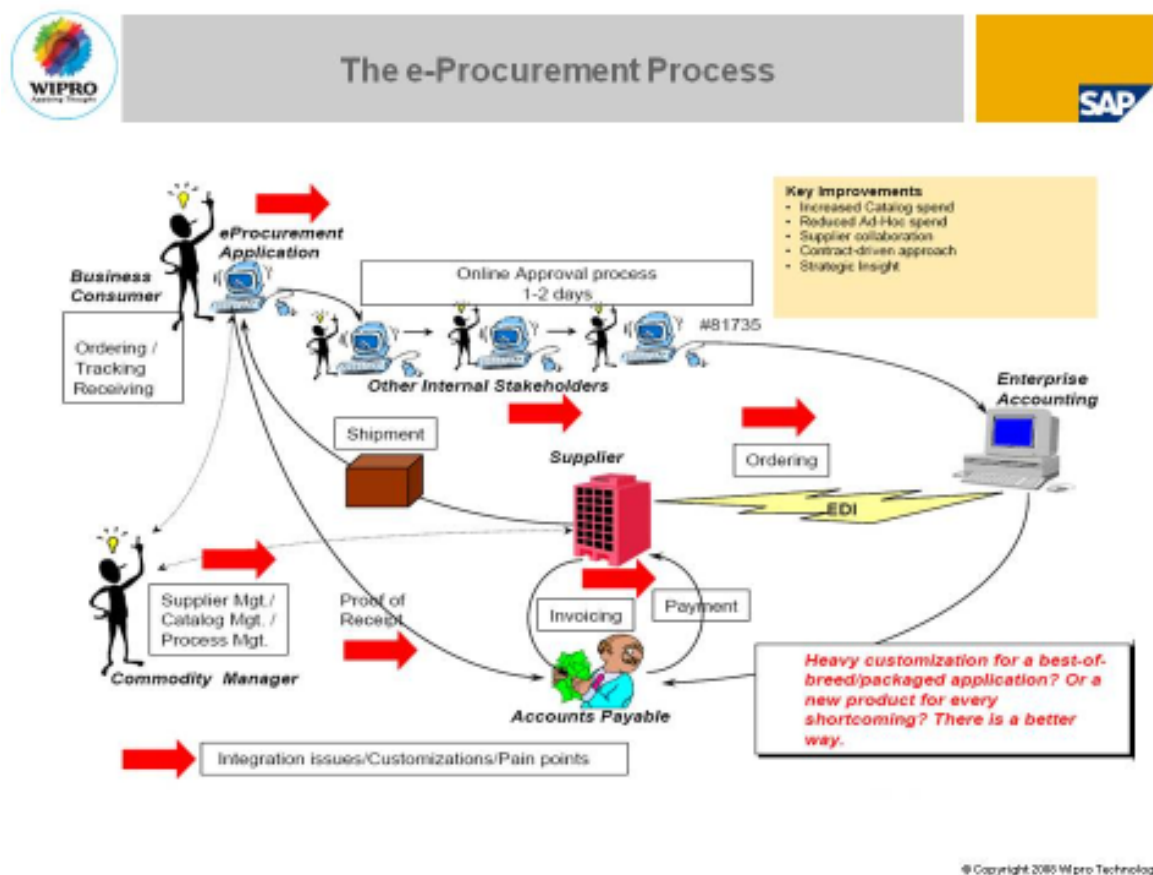 WIPRO
Applying Thought
The e-Procurement Process
SAP
Key Improvements
• Increased Catalog spend
• Reduced Ad-Hoc spend
• Supplier collaboration
• Contract-driven approach
• Strategic Insight
eProcurement
Application
Business
Consumer
Ordering /
Tracking
Receiving
Online Approval process
1-2 days
#81735
Other Internal Stakeholders
Enterprise
Accounting
Shipment
Supplier
Ordering
EDI
Supplier Mgt./
Catalog Mgt. /
Process Mgt.
Commodity Manager
Proof of
Receipt
Invoicing
Payment
Accounts Payable
Heavy customization for a best-of-
breed/packaged application? Or a
new product for every
shortcoming? There is a better
way.
Integration issues/Customizations/Pain points
© Copyright 2008 Wipro Technolog